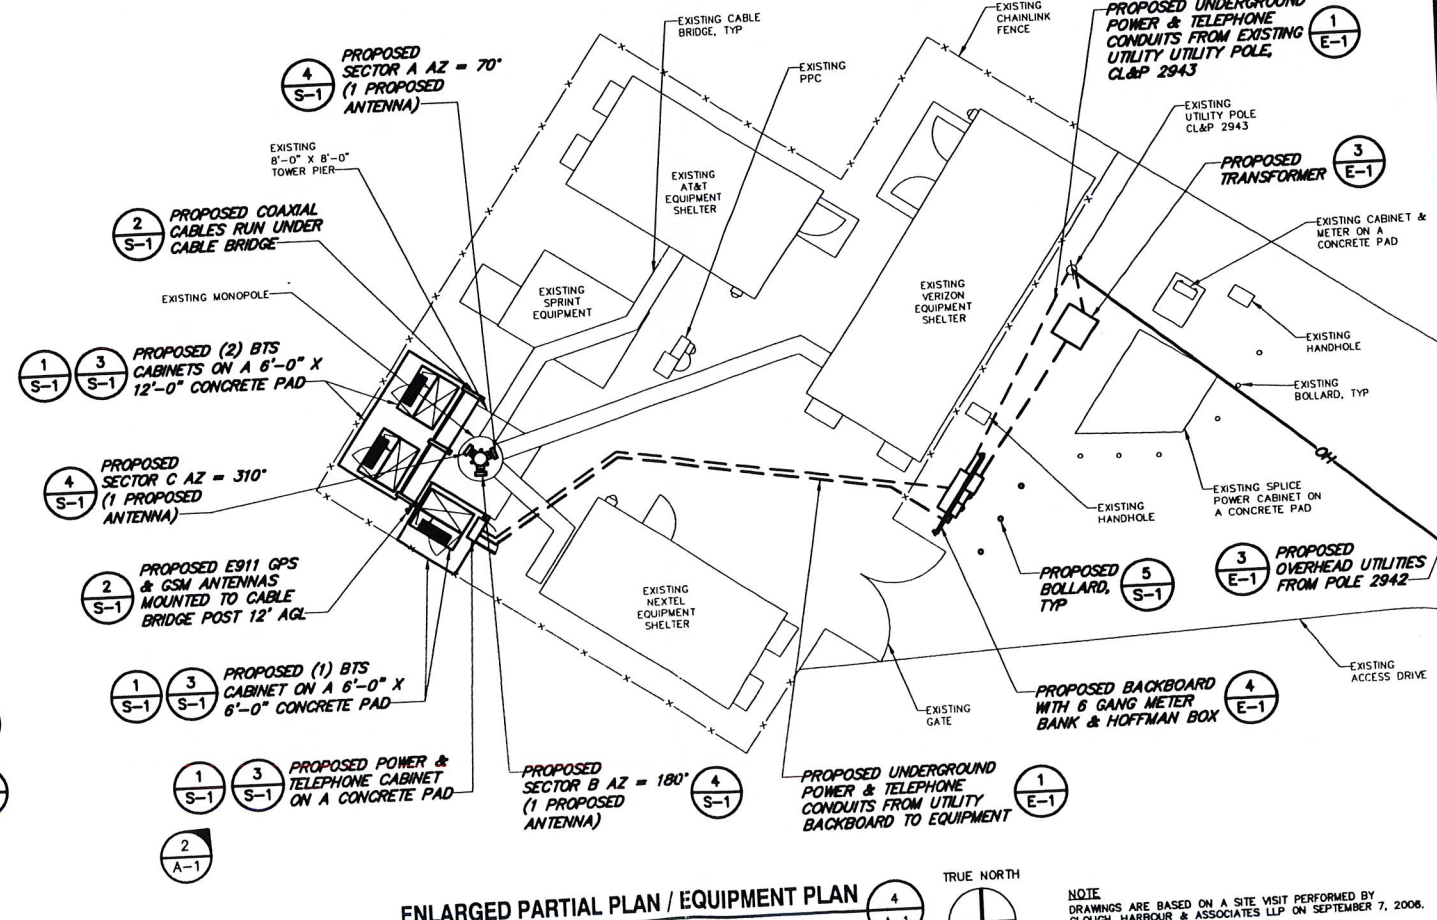 EXISTING CABLE
BRIDGE, TYP
EXISTING
CHAINLINK
FENCE
PROPOSED UNDERGROUND
POWER & TELEPHONE
CONDUITS FROM EXISTING
UTILITY UTILITY POLE,
CL&P 2943
1
E-1
4
S-1
PROPOSED
SECTOR A AZ = 70°
(1 PROPOSED
ANTENNA)
EXISTING
PPC
EXISTING
UTILITY POLE
CL&P 2943
EXISTING
8'-0" X 8'-0"
TOWER PIER
EXISTING
AT&T
EQUIPMENT
SHELTER
PROPOSED
TRANSFORMER
3
E-1
2
S-1
PROPOSED COAXIAL
CABLES RUN UNDER
CABLE BRIDGE
EXISTING CABINET &
METER ON A
CONCRETE PAD
EXISTING MONOPOLE
EXISTING
SPRINT
EQUIPMENT
EXISTING
VERIZON
EQUIPMENT
SHELTER
EXISTING
HANDHOLE
1
S-1
3
S-1
PROPOSED (2) BTS
CABINETS ON A 6'-0" X
12'-0" CONCRETE PAD
EXISTING
BOLLARD, TYP
OH
4
S-1
PROPOSED
SECTOR C AZ = 310°
(1 PROPOSED
ANTENNA)
EXISTING
HANDHOLE
EXISTING SPLICE
POWER CABINET ON
A CONCRETE PAD
2
S-1
PROPOSED E911 GPS
& GSM ANTENNAS
MOUNTED TO CABLE
BRIDGE POST 12' AGL
EXISTING
NEXTEL
EQUIPMENT
SHELTER
PROPOSED
BOLLARD,
TYP
5
S-1
3
E-1
PROPOSED
OVERHEAD UTILITIES
FROM POLE 2942
1
S-1
3
S-1
PROPOSED (1) BTS
CABINET ON A 6'-0" X
6'-0" CONCRETE PAD
EXISTING
GATE
PROPOSED BACKBOARD
WITH 6 GANG METER
BANK & HOFFMAN BOX
4
E-1
EXISTING
ACCESS DRIVE
1
S-1
3
S-1
PROPOSED POWER &
TELEPHONE CABINET
ON A CONCRETE PAD
PROPOSED
SECTOR B AZ = 180°
(1 PROPOSED
ANTENNA)
4
S-1
PROPOSED UNDERGROUND
POWER & TELEPHONE
CONDUITS FROM UTILITY
BACKBOARD TO EQUIPMENT
1
E-1
2
A-1
ENLARGED PARTIAL PLAN / EQUIPMENT PLAN
4
TRUE NORTH
NOTE
DRAWINGS ARE BASED ON A SITE VISIT PERFORMED BY
CLOUGH, HARBOUR & ASSOCIATES LLP ON SEPTEMBER 7, 2006.